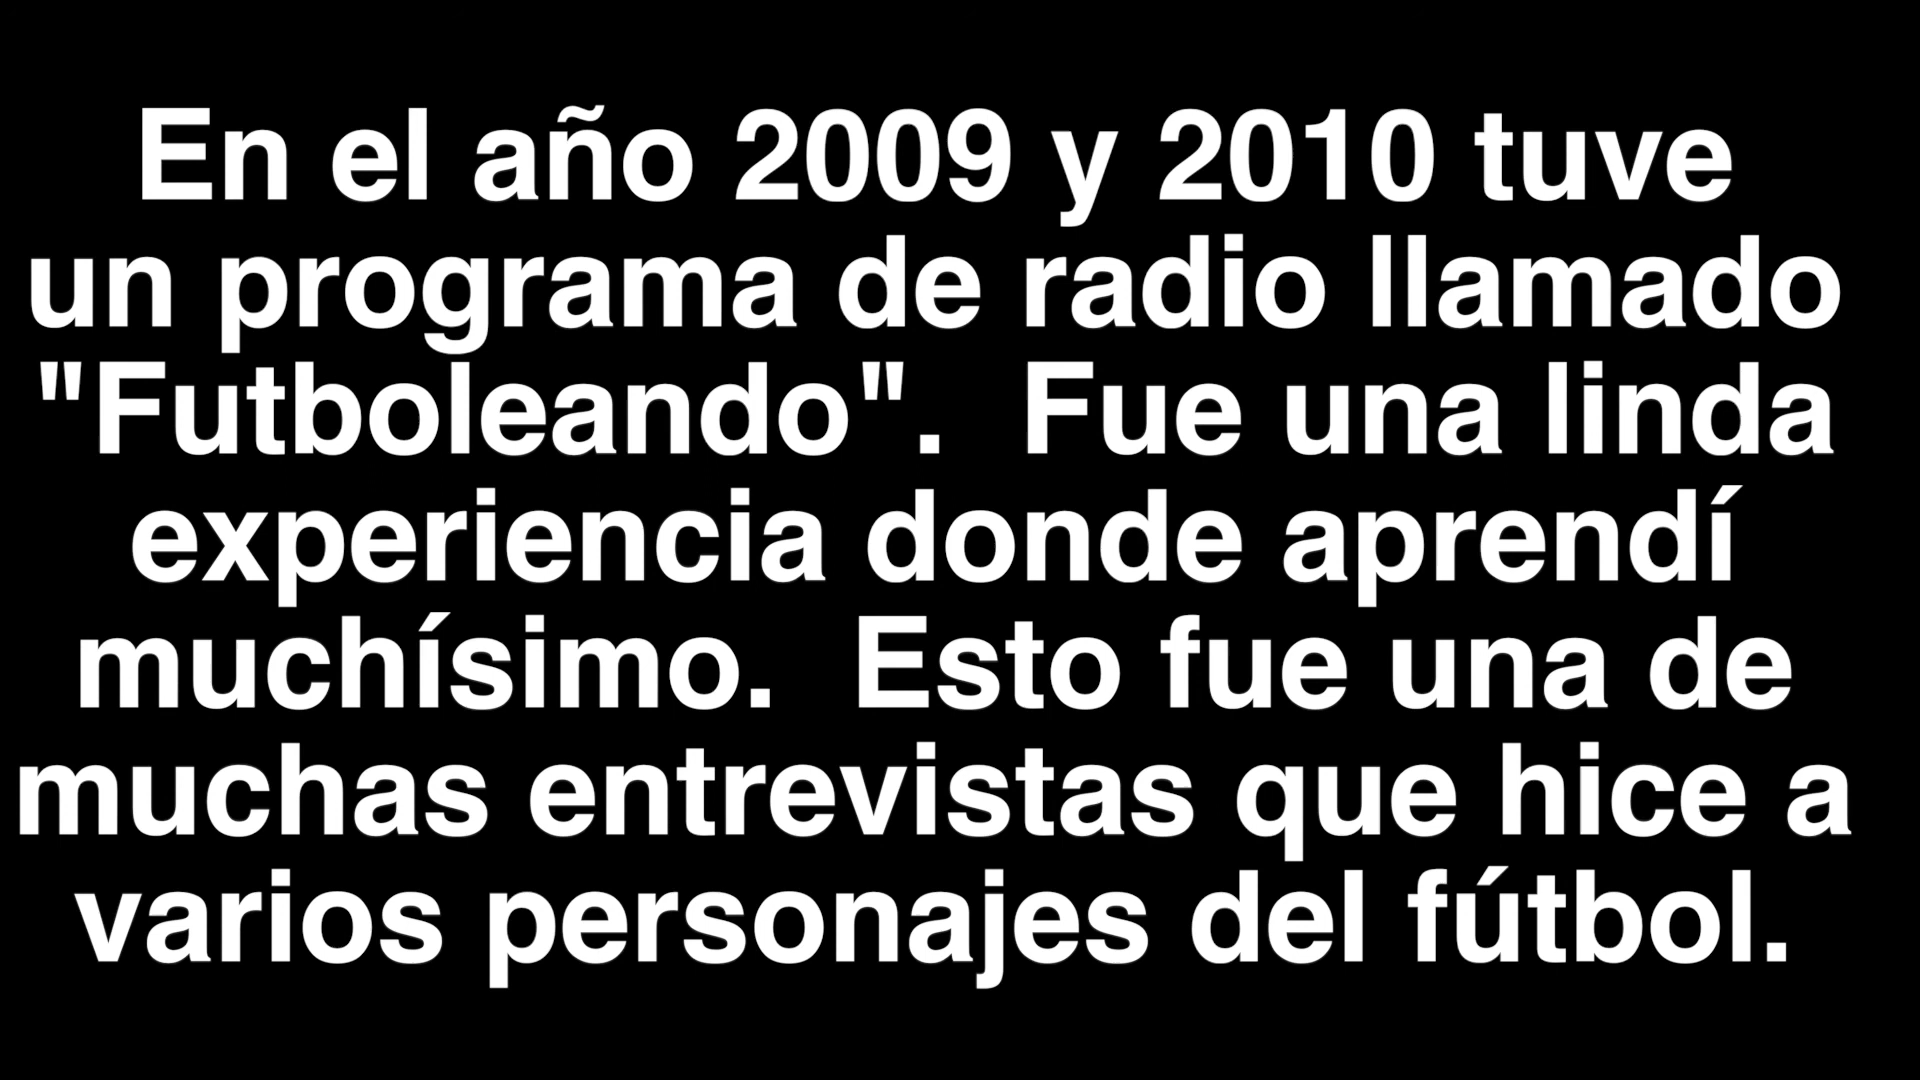 En el año 2009 y 2010 tuve
un programa de radio llamado
"Futboleando".  Fue una linda
experiencia donde aprendí
muchísimo.  Esto fue una de
muchas entrevistas que hice a
varios personajes del fútbol.